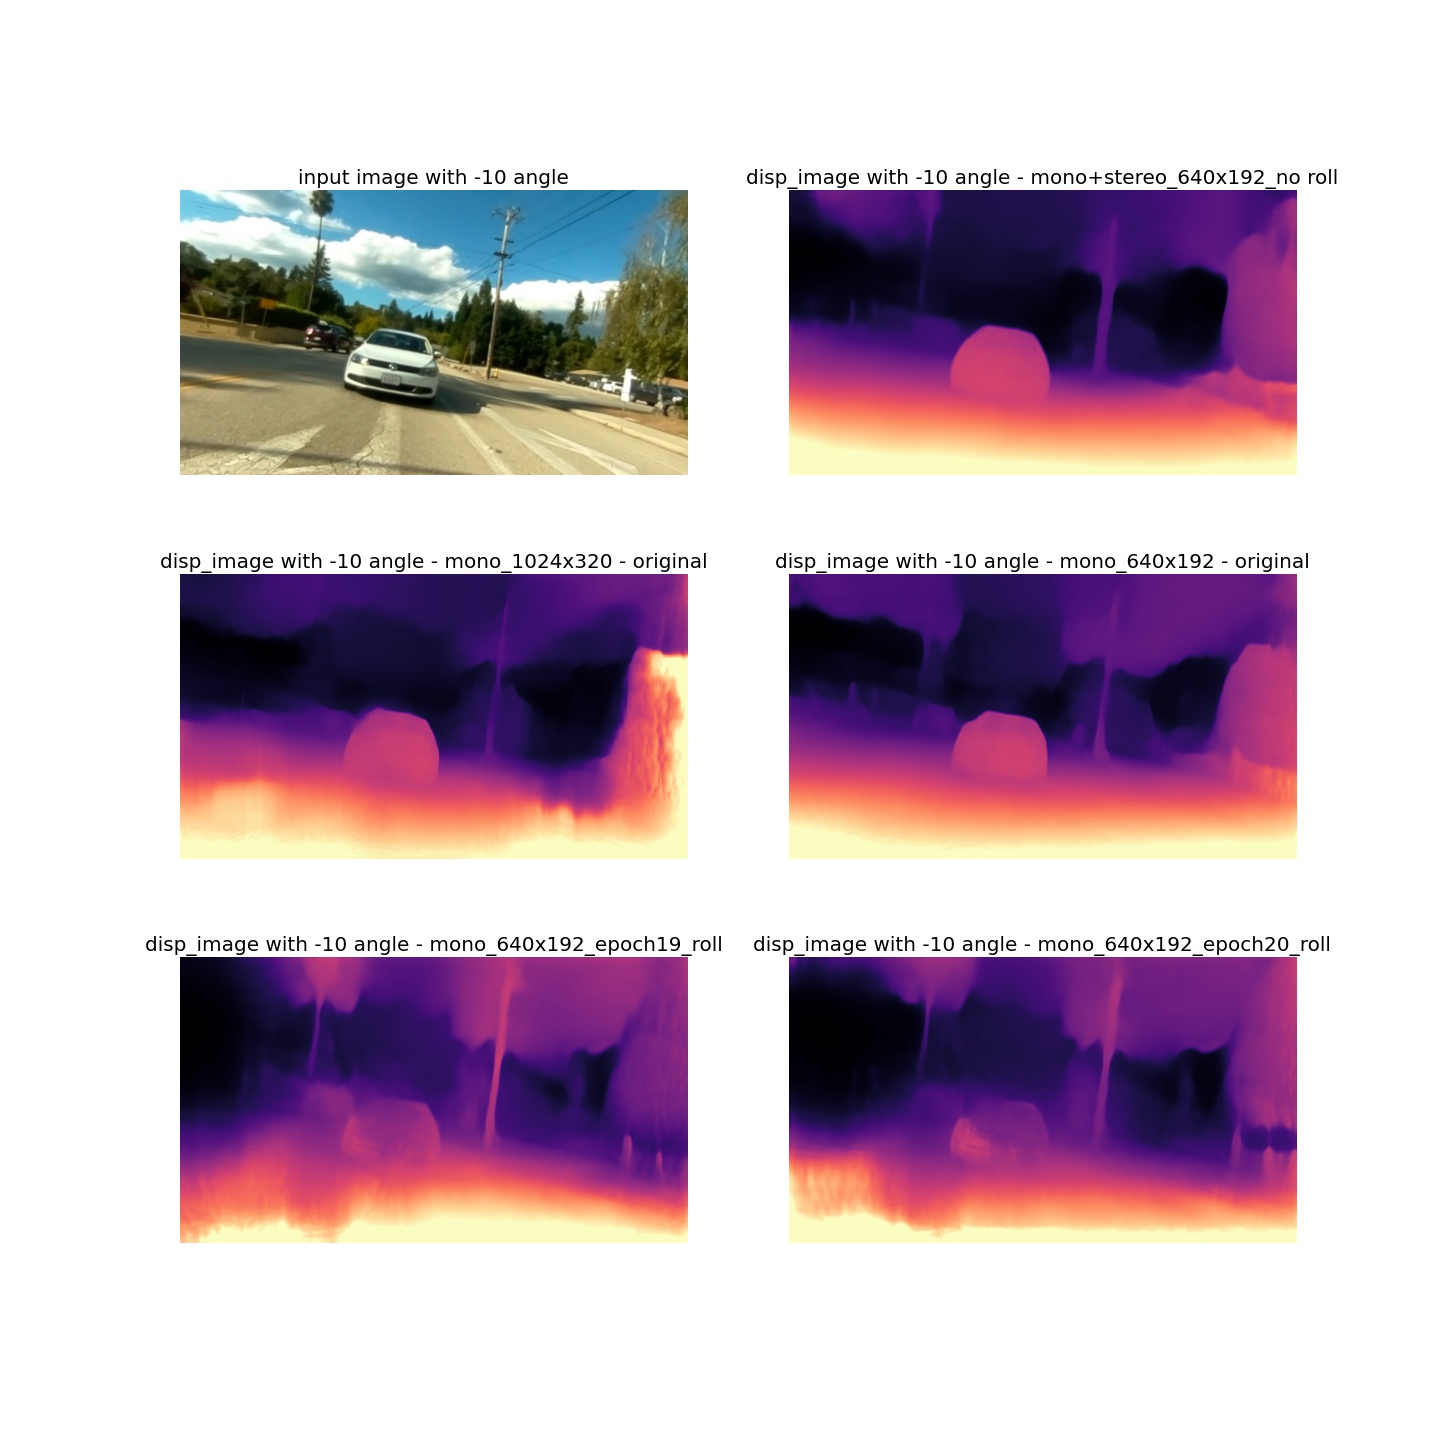 input image with -10 angle
disp_image with -10 angle - mono+stereo_640x192_no roll
disp_image with -10 angle - mono_1024x320 - original
disp_image with -10 angle - mono_640x192 - original
disp_image with -10 angle - mono_640x192_epoch19_roll
disp_image with -10 angle - mono_640x192_epoch20_roll